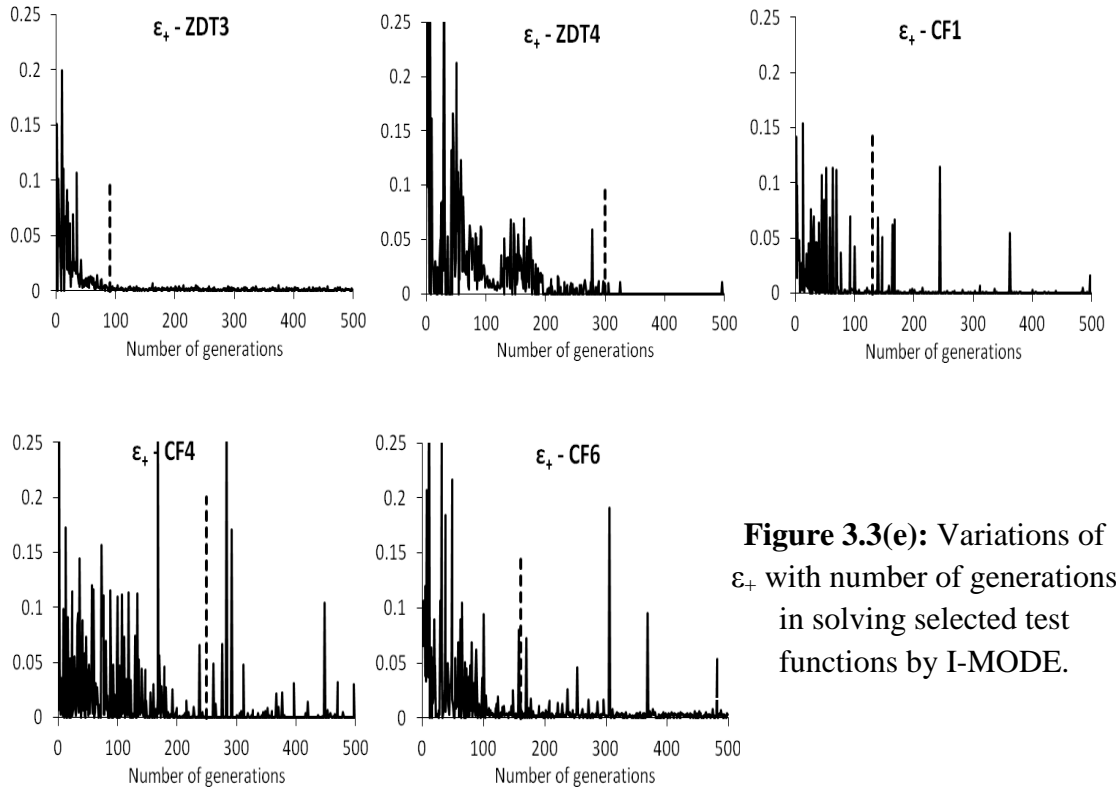 ε+ - ZDT3
0.25
0.2
0.15
0.1
0.05
0
0 100 200 300 400 500
Number of generations
ε+ - ZDT4
0.25
0.2
0.15
0.1
0.05
0
0 100 200 300 400 500
Number of generations
ε+ - CF1
0.25
0.2
0.15
0.1
0.05
0
0 100 200 300 400 500
Number of generations
ε+ - CF4
0.25
0.2
0.15
0.1
0.05
0
0 100 200 300 400 500
Number of generations
ε+ - CF6
0.25
0.2
0.15
0.1
0.05
0
0 100 200 300 400 500
Number of generations
Figure 3.3(e): Variations of
ε+ with number of generations
in solving selected test
functions by I-MODE.